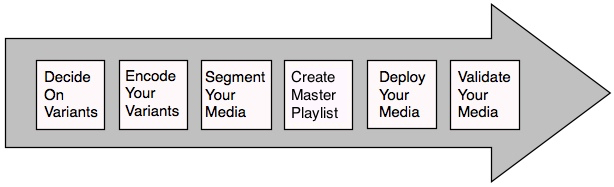 Decide
On
Variants
Encode
Your
Variants
Segment
Your
Media
Create
Master
Playlist
Deploy
Your
Media
Validate
Your
Media